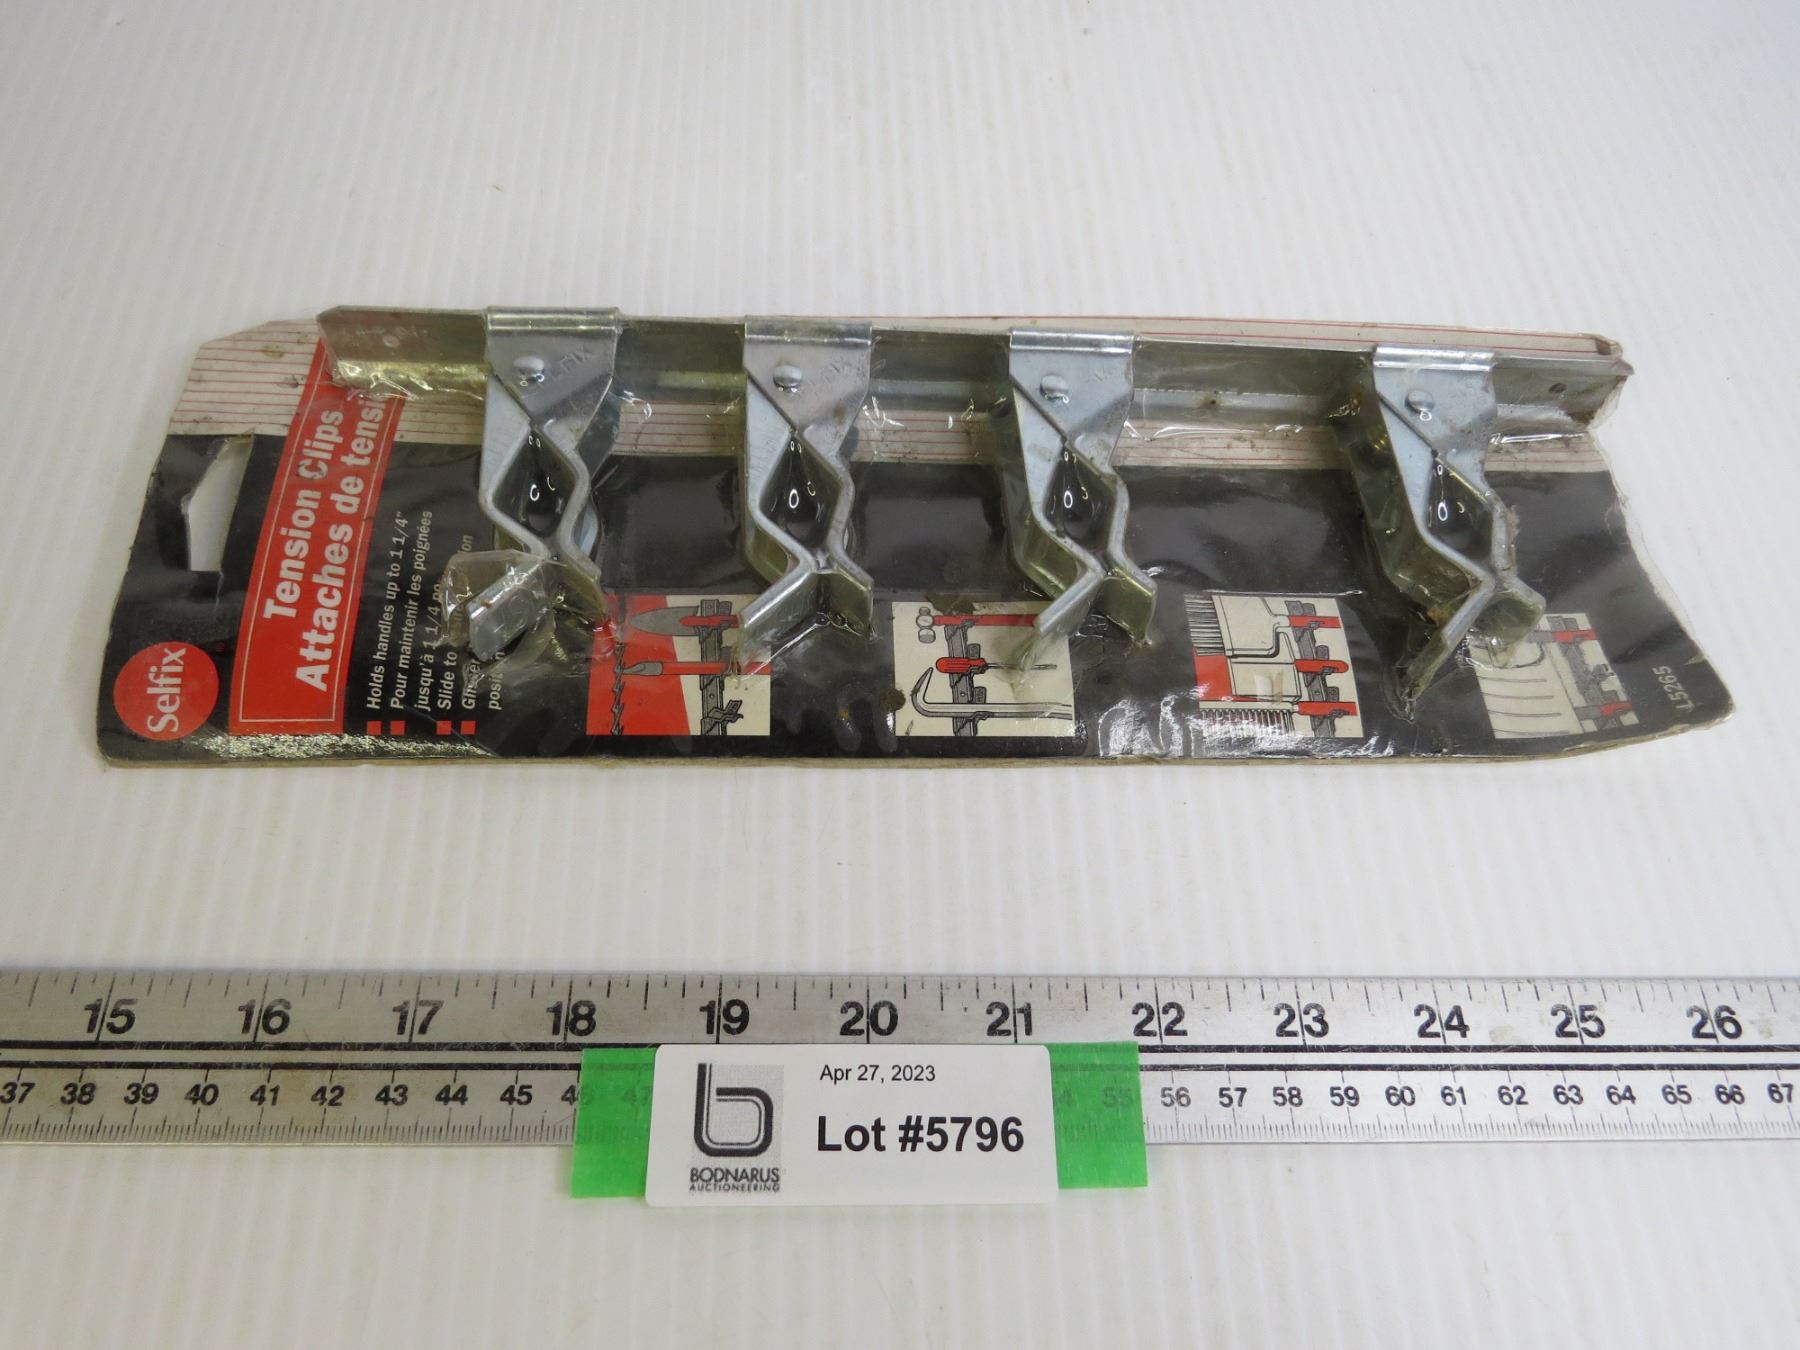 Selfix
Tension Clips
Attaches de tensi
Holds handles up to 1 1/4"
Pour maintenir les poignées
jusqu'à 1 1/4 po
Slide to
L5265
15 16 17 18 19 20 21 22 23 24 25 26
37 38 39 40 41 42 43 44 45 56 57 58 59 60 61 62 63 64 65 66 67
Apr 27, 2023
Lot #5796
BODNARUS
AUCTIONEERING